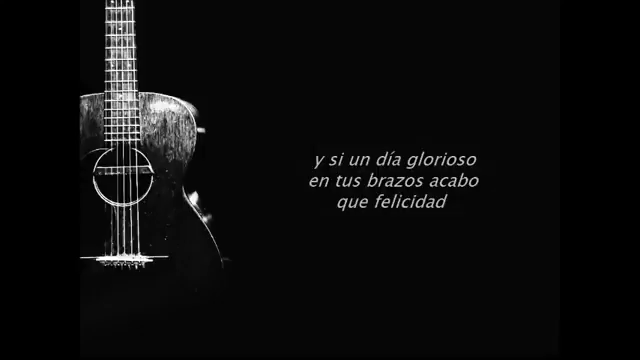 y si un día glorioso
en tus brazos acabo
que felicidad